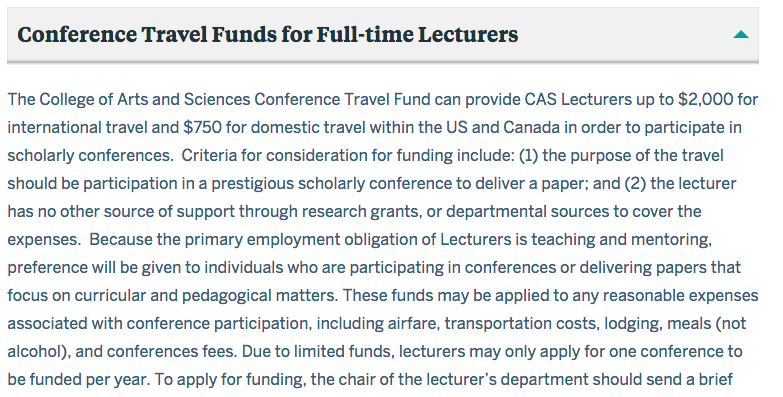 Conference Travel Funds for Full-time Lecturers
The College of Arts and Sciences Conference Travel Fund can provide CAS Lecturers up to $2,000 for
international travel and $750 for domestic travel within the US and Canada in order to participate in
scholarly conferences.  Criteria for consideration for funding include: (1) the purpose of the travel
should be participation in a prestigious scholarly conference to deliver a paper; and (2) the lecturer
has no other source of support through research grants, or departmental sources to cover the
expenses.  Because the primary employment obligation of Lecturers is teaching and mentoring,
preference will be given to individuals who are participating in conferences or delivering papers that
focus on curricular and pedagogical matters. These funds may be applied to any reasonable expenses
associated with conference participation, including airfare, transportation costs, lodging, meals (not
alcohol), and conferences fees. Due to limited funds, lecturers may only apply for one conference to
be funded per year. To apply for funding, the chair of the lecturer’s department should send a brief